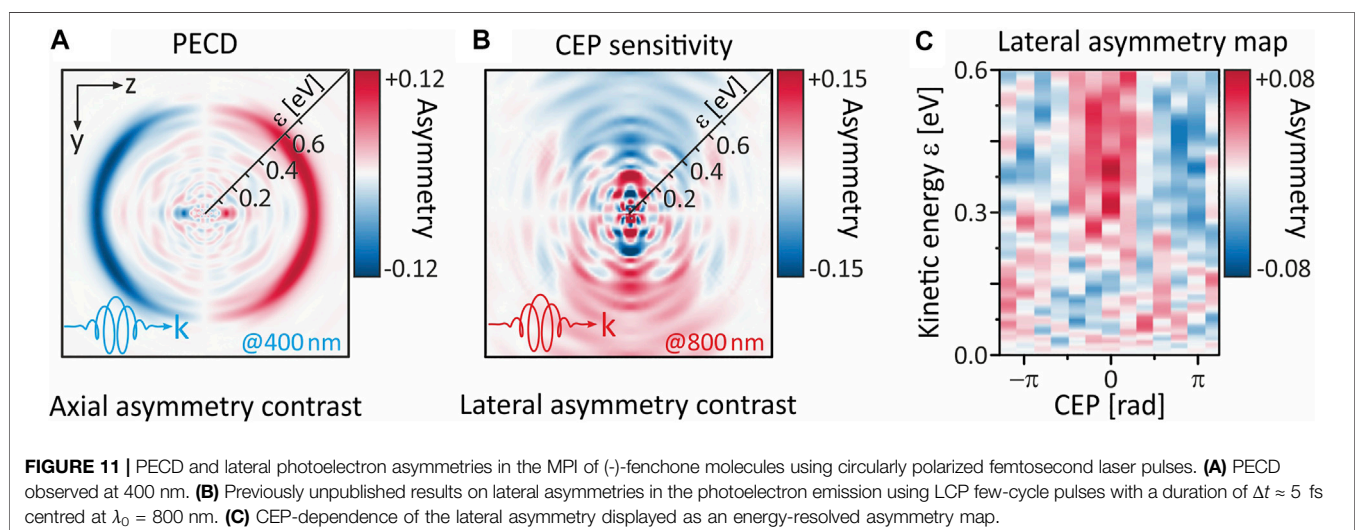 A
PECD
z
y
ε [eV]
0.6
0.4
0.2
+0.12
Asymmetry
-0.12
k
@400 nm
Axial asymmetry contrast
B
CEP sensitivity
ε [eV]
0.6
0.4
0.2
+0.15
Asymmetry
-0.15
k
@800 nm
Lateral asymmetry contrast
C
Lateral asymmetry map
0.6
0.3
0.0
Kinetic energy ε [eV]
−π 0 π
CEP [rad]
+0.08
Asymmetry
-0.08
FIGURE 11 | PECD and lateral photoelectron asymmetries in the MPI of (-)-fenchone molecules using circularly polarized femtosecond laser pulses. (A) PECD
observed at 400 nm. (B) Previously unpublished results on lateral asymmetries in the photoelectron emission using LCP few-cycle pulses with a duration of Δt ≈ 5 fs
centred at λ₀ = 800 nm. (C) CEP-dependence of the lateral asymmetry displayed as an energy-resolved asymmetry map.